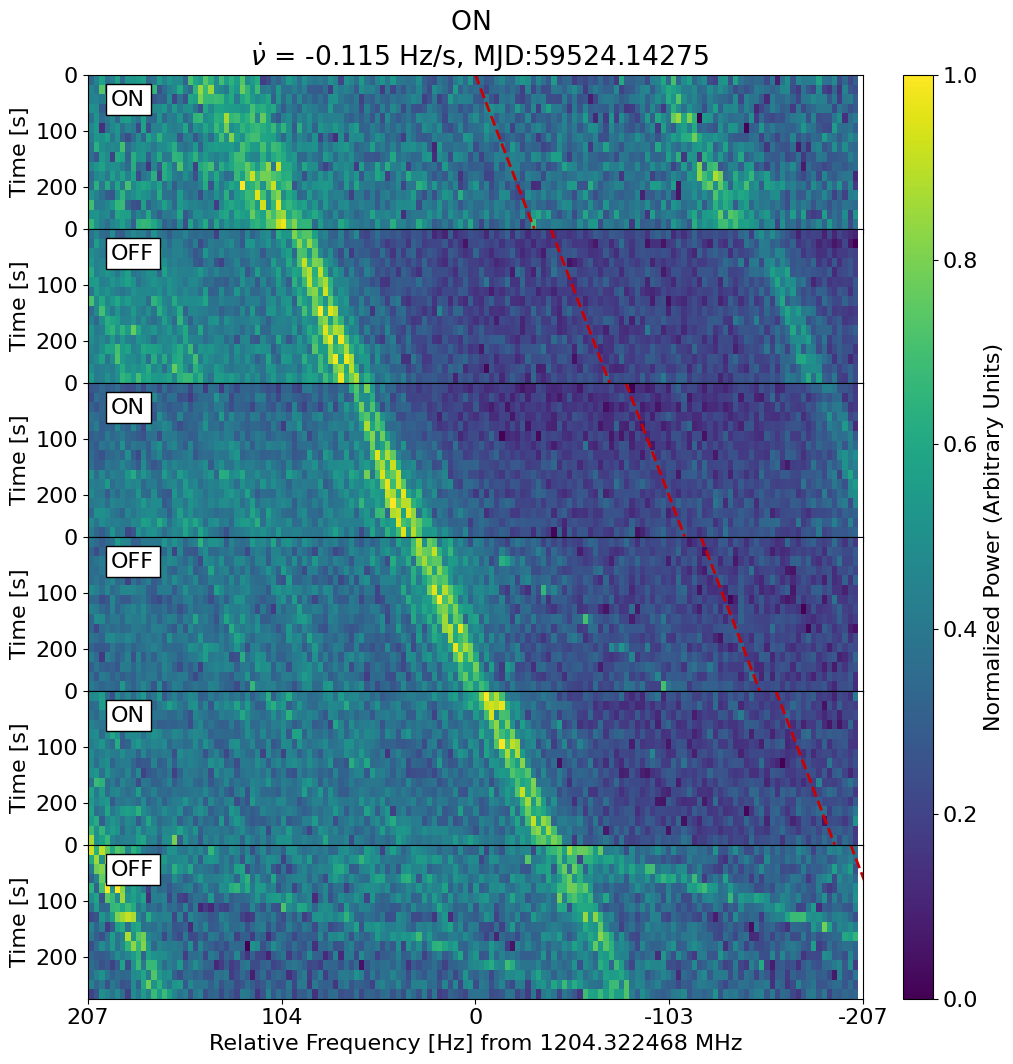 ON
ν̇ = -0.115 Hz/s, MJD:59524.14275
0
ON
100
200
Time [s]
0
OFF
100
200
Time [s]
0
ON
100
200
Time [s]
0
OFF
100
200
Time [s]
0
ON
100
200
Time [s]
0
OFF
100
200
Time [s]
207
104
0
-103
-207
Relative Frequency [Hz] from 1204.322468 MHz
1.0
0.8
0.6
0.4
0.2
0.0
Normalized Power (Arbitrary Units)